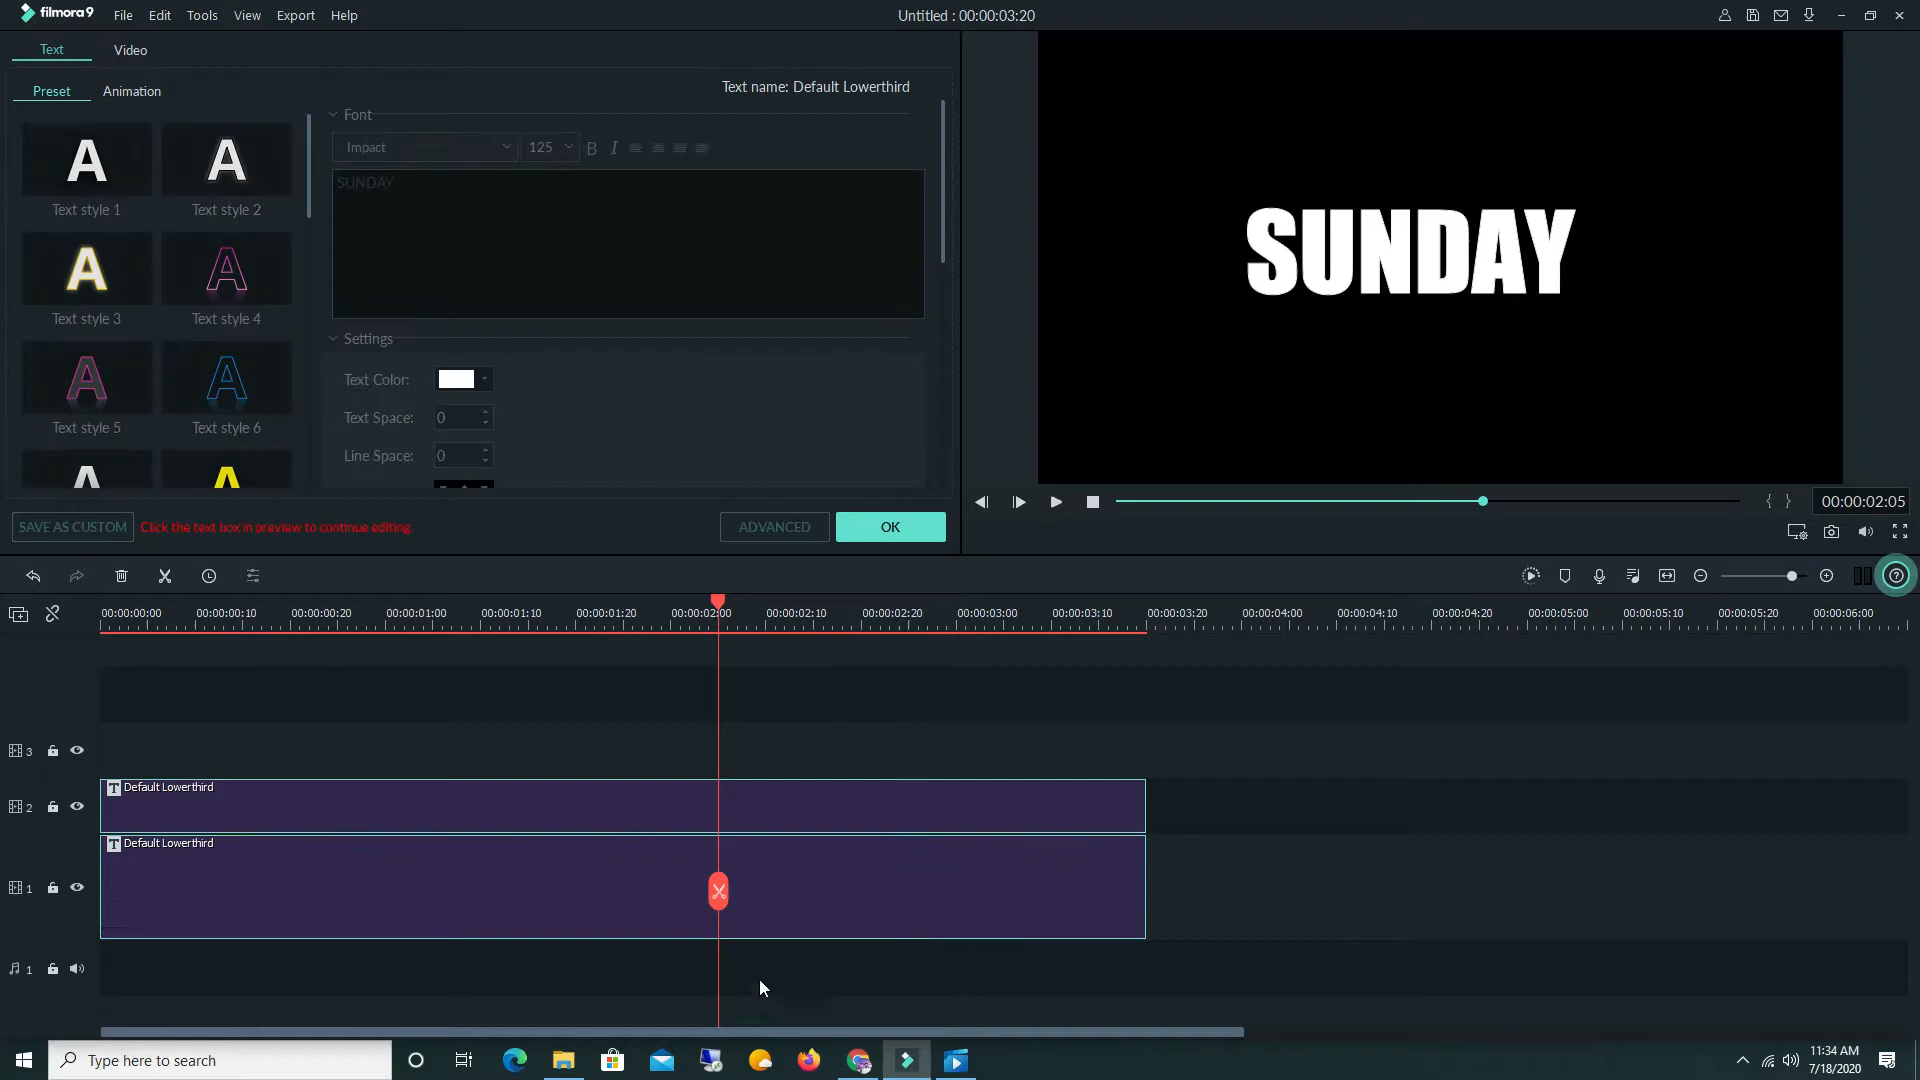 filmora9 File Edit Tools View Export Help Untitled : 00:00:03:20
Text Video
Preset Animation Text name: Default Lowerthird
Font
Impact 125 B I
SUNDAY
A A
Text style 1 Text style 2
A A
Text style 3 Text style 4
A A
Text style 5 Text style 6
A A
Settings
Text Color:
Text Space: 0
Line Space: 0
SUNDAY
SAVE AS CUSTOM Click the text box in preview to continue editing ADVANCED OK
{ } 00:00:02:05
00:00:00:00 00:00:00:10 00:00:00:20 00:00:01:00 00:00:01:10 00:00:01:20 00:00:02:00 00:00:02:10 00:00:02:20 00:00:03:00 00:00:03:10 00:00:03:20 00:00:04:00 00:00:04:10 00:00:04:20 00:00:05:00 00:00:05:10 00:00:05:20 00:00:06:00
3
T Default Lowerthird
2
T Default Lowerthird
1
1
Type here to search
11:34 AM
7/18/2020